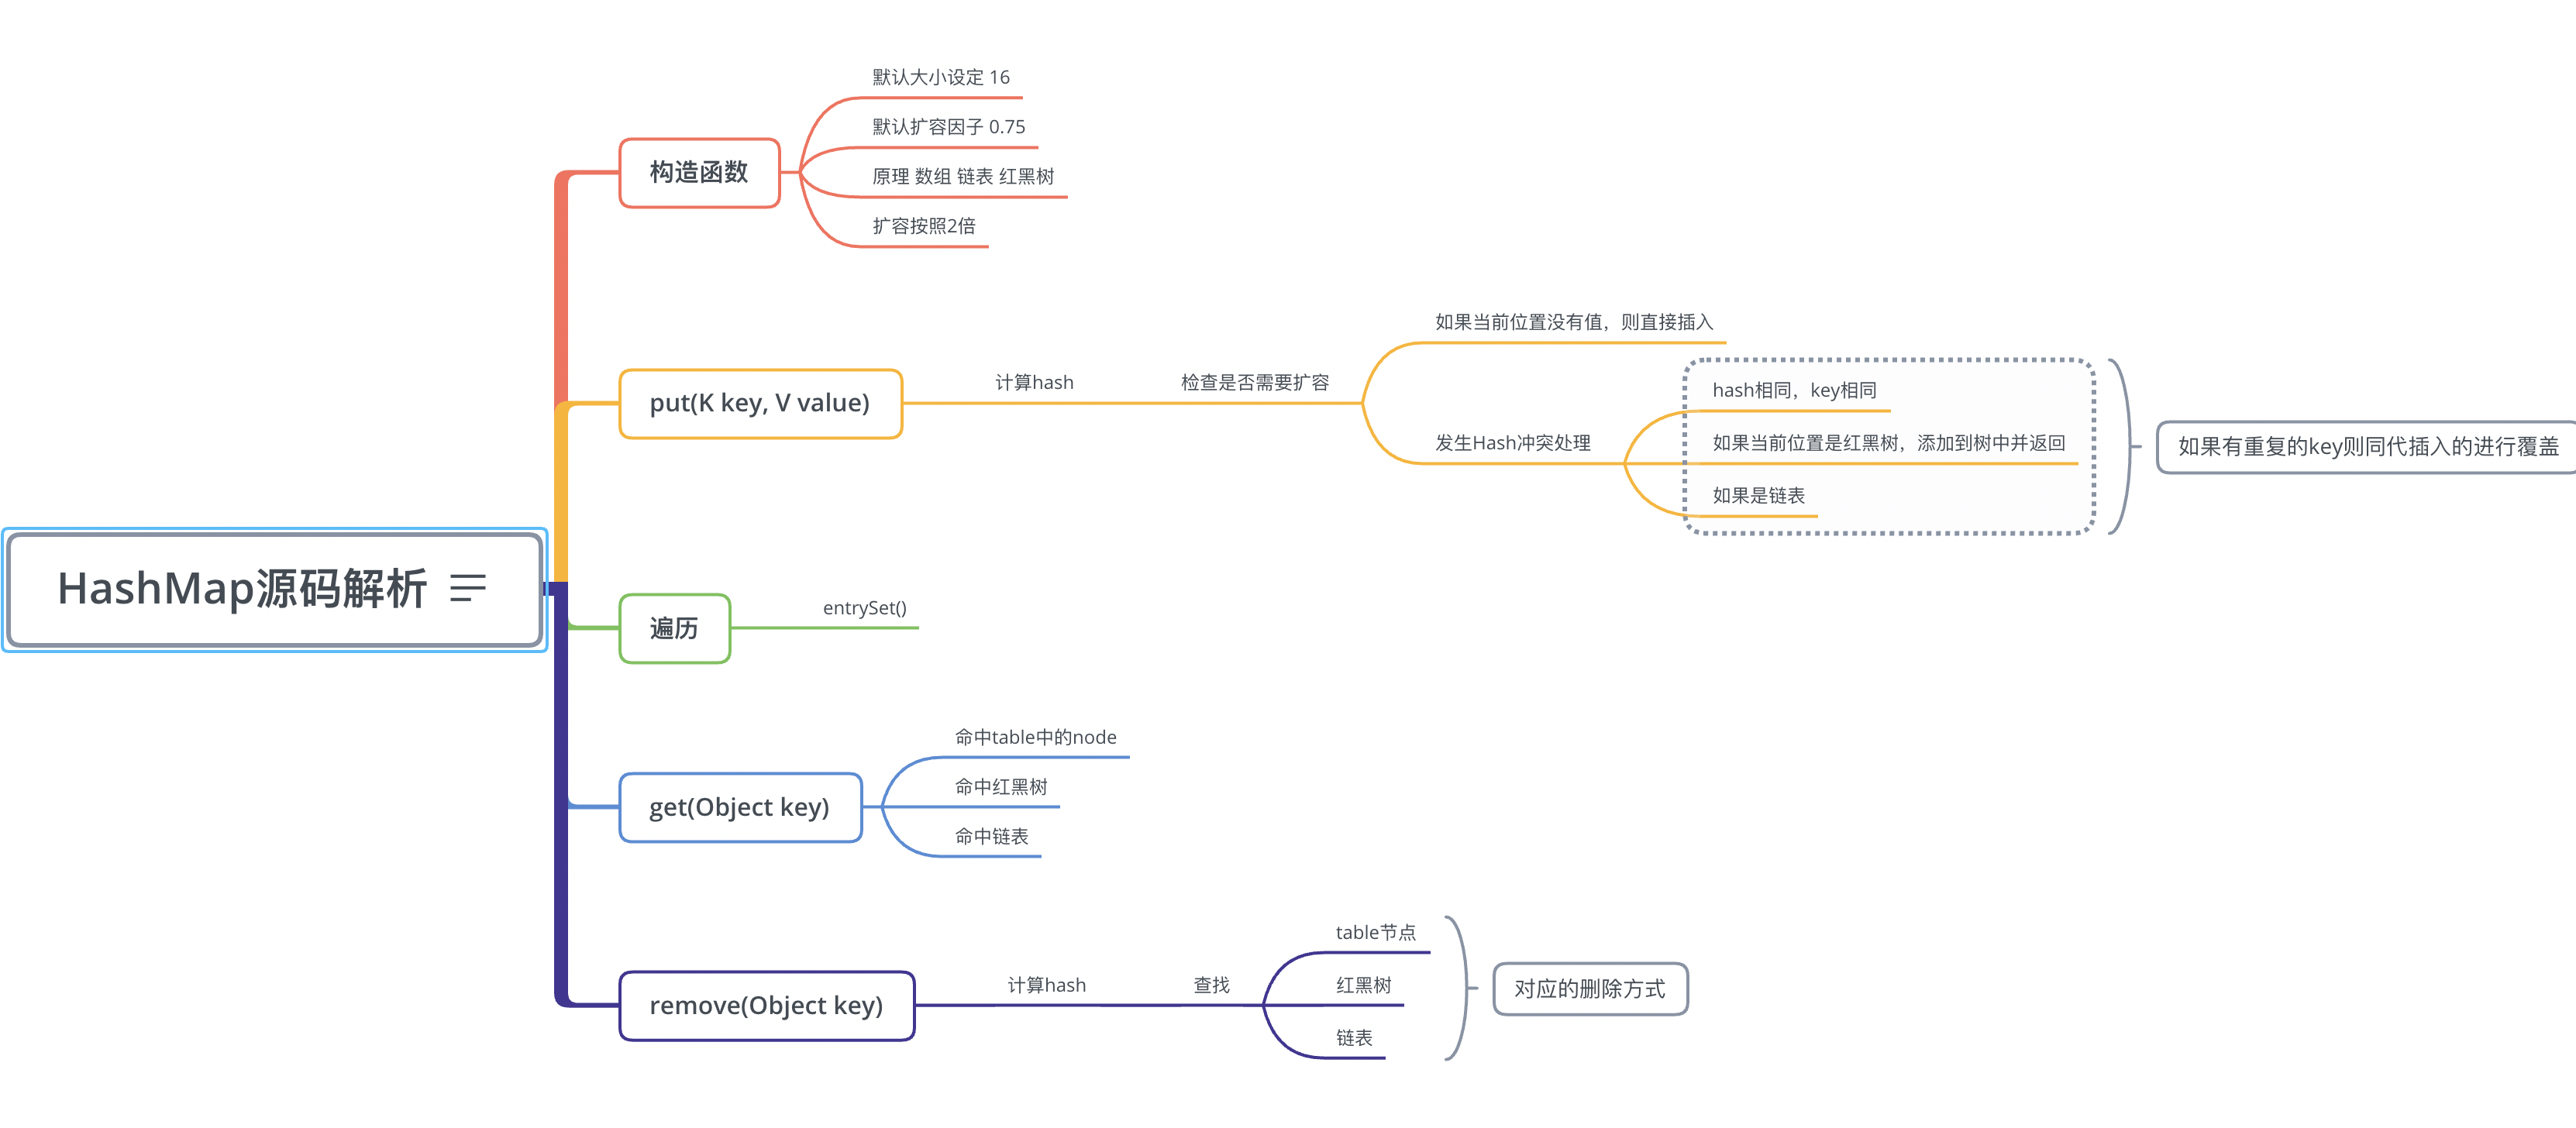 HashMap源码解析
构造函数
默认大小设定 16
默认扩容因子 0.75
原理 数组 链表 红黑树
扩容按照2倍
put(K key, V value)
计算hash
检查是否需要扩容
如果当前位置没有值，则直接插入
发生Hash冲突处理
hash相同，key相同
如果当前位置是红黑树，添加到树中并返回
如果是链表
如果有重复的key则同代插入的进行覆盖
遍历
entrySet()
get(Object key)
命中table中的node
命中红黑树
命中链表
remove(Object key)
计算hash
查找
table节点
红黑树
链表
对应的删除方式